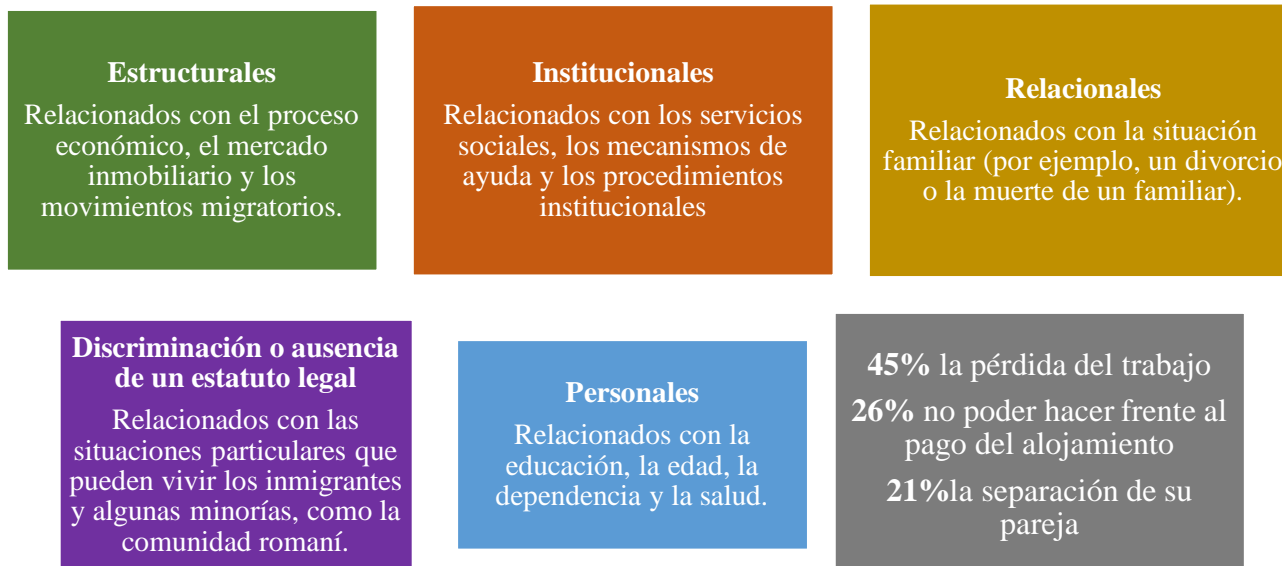 Estructurales
Relacionados con el proceso
económico, el mercado
inmobiliario y los
movimientos migratorios.
Institucionales
Relacionados con los servicios
sociales, los mecanismos de
ayuda y los procedimientos
institucionales
Relacionales
Relacionados con la situación
familiar (por ejemplo, un divorcio
o la muerte de un familiar).
Discriminación o ausencia
de un estatuto legal
Relacionados con las
situaciones particulares que
pueden vivir los inmigrantes
y algunas minorías, como la
comunidad romaní.
Personales
Relacionados con la
educación, la edad, la
dependencia y la salud.
45% la pérdida del trabajo
26% no poder hacer frente al
pago del alojamiento
21%la separación de su
pareja